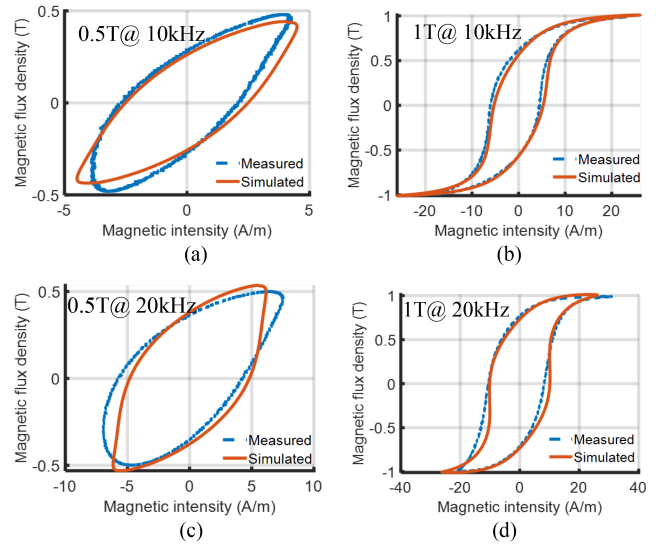 0.5T@ 10kHz
Magnetic flux density (T)
0.5
0
-0.5
-5
0
5
Measured
Simulated
Magnetic intensity (A/m)
(a)
1T@ 10kHz
Magnetic flux density (T)
1
0.5
0
-0.5
-1
-20
-10
0
10
20
Measured
Simulated
Magnetic intensity (A/m)
(b)
0.5T@ 20kHz
Magnetic flux density (T)
0.5
0
-0.5
-10
-5
0
5
10
Measured
Simulated
Magnetic intensity (A/m)
(c)
1T@ 20kHz
Magnetic flux density (T)
1
0.5
0
-0.5
-1
-40
-20
0
20
40
Measured
Simulated
Magnetic intensity (A/m)
(d)